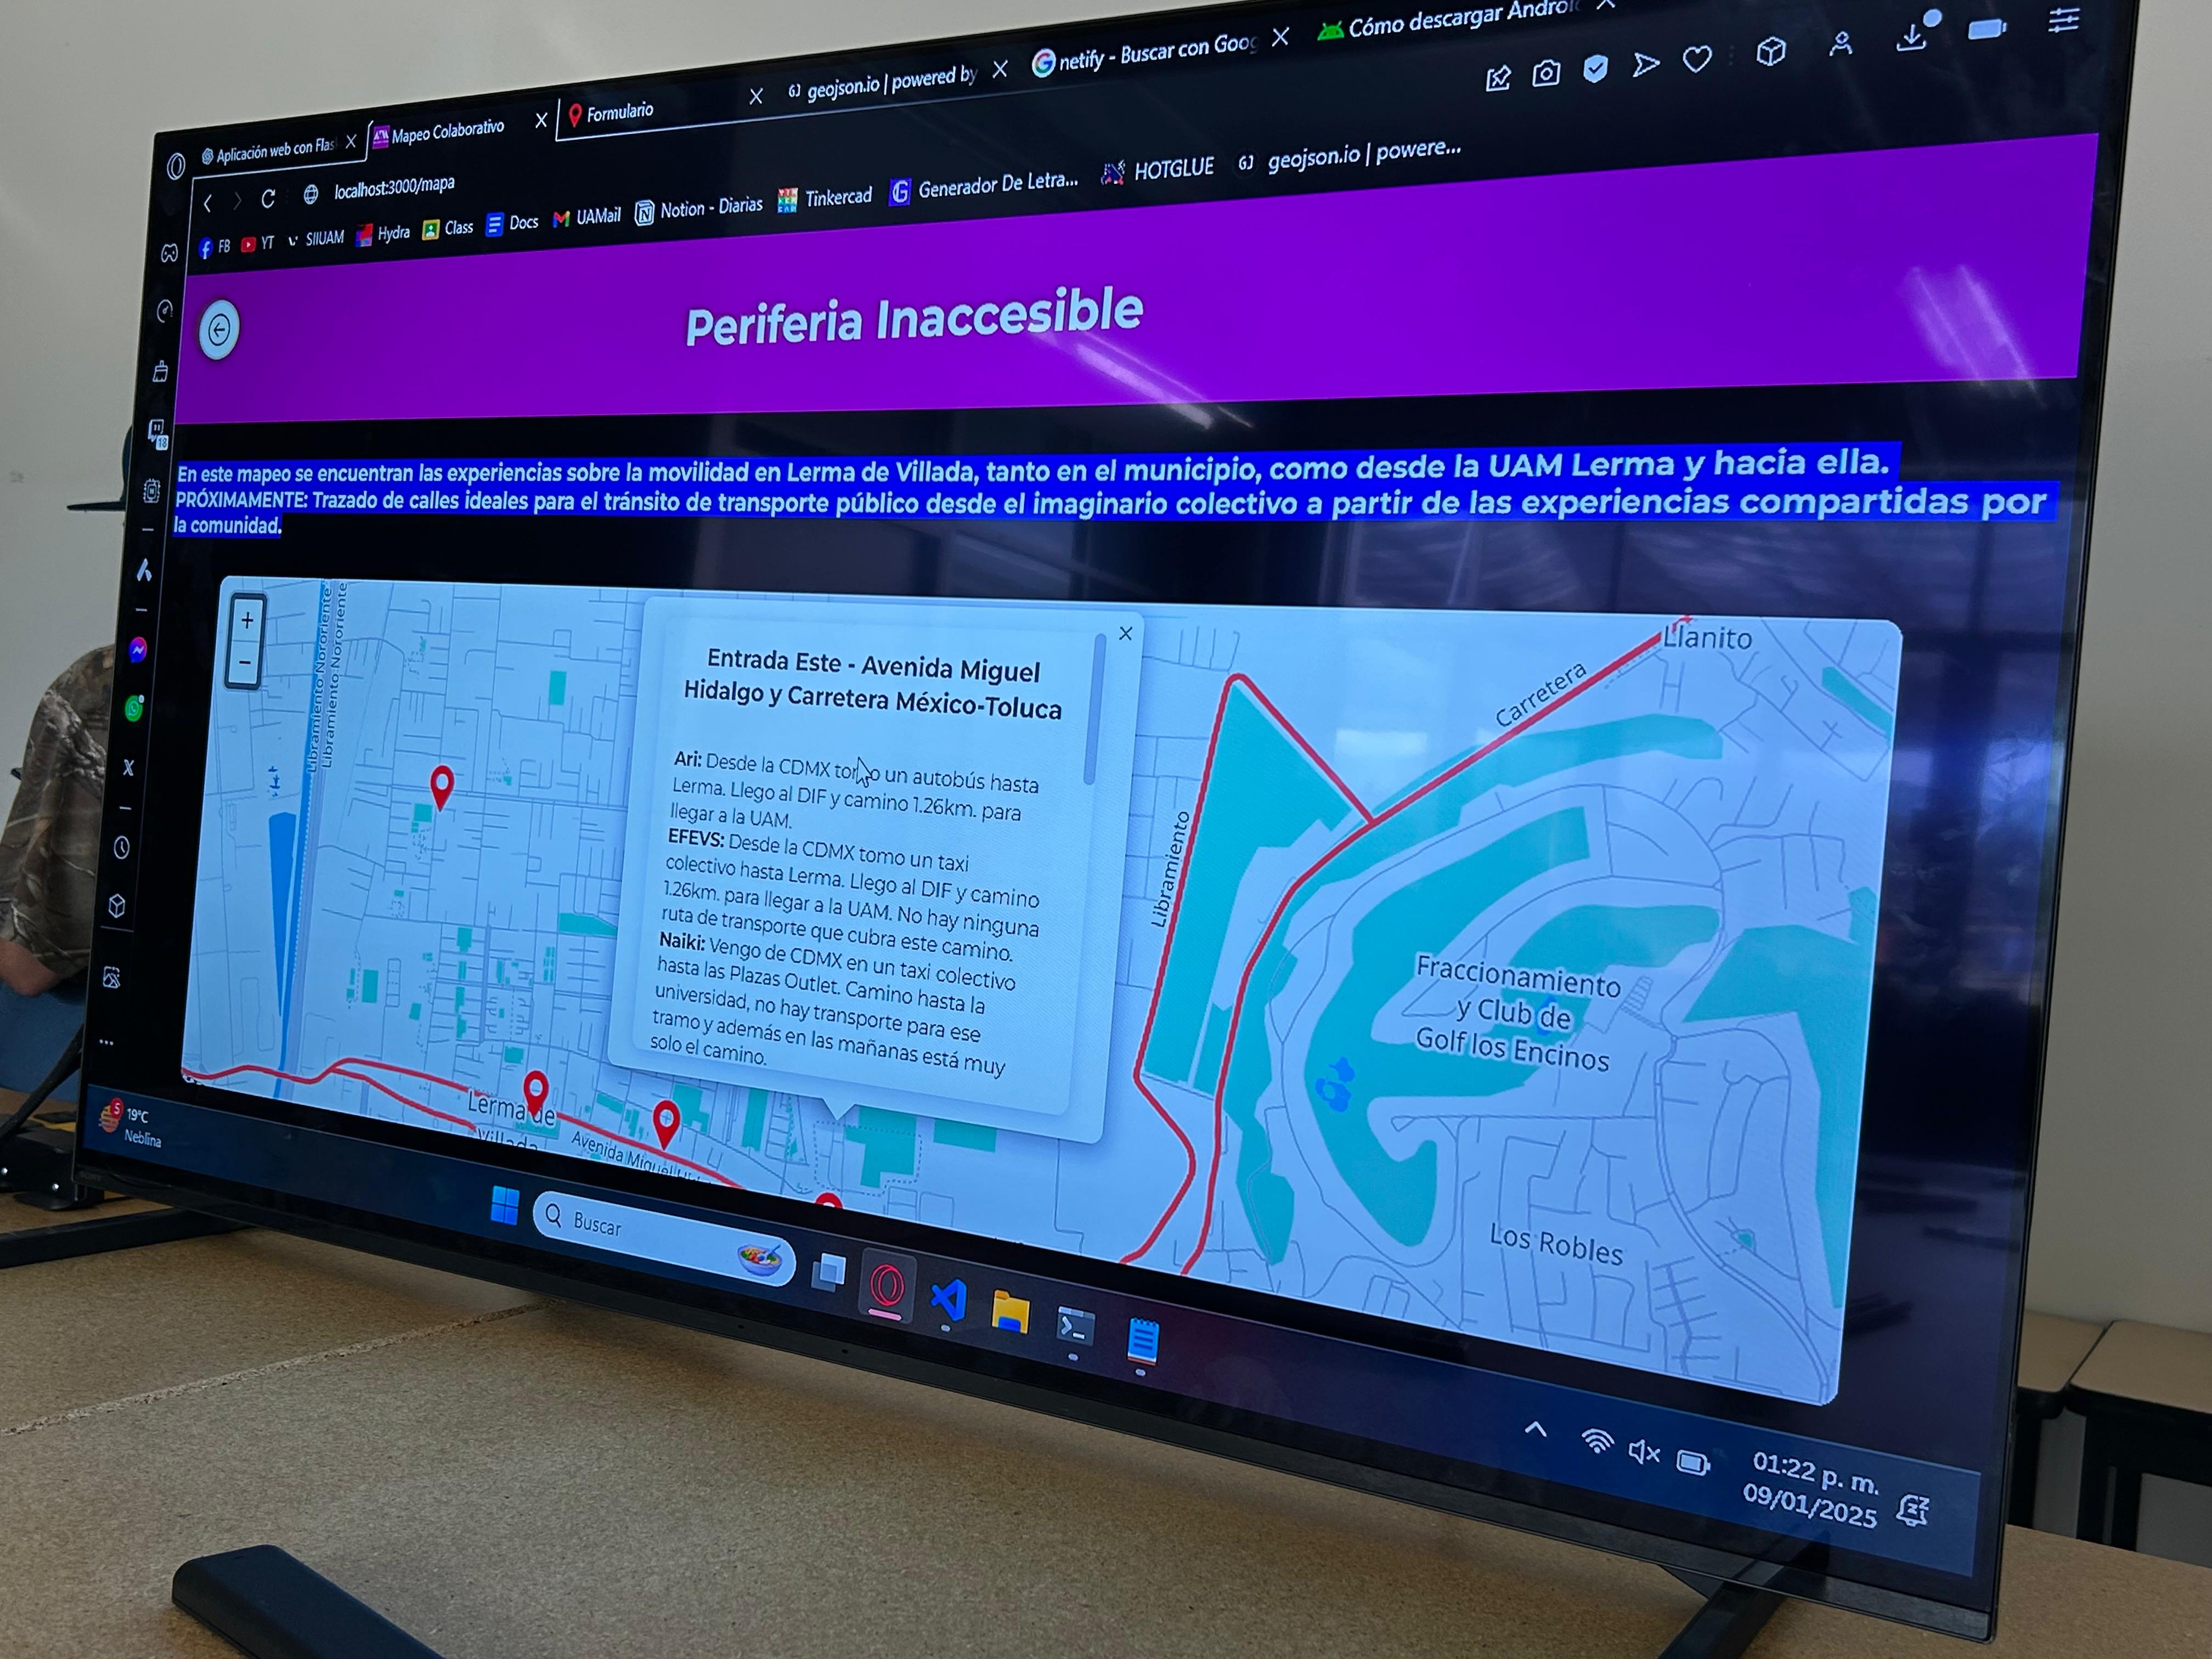 Aplicación web con Flas
Mapeo Colaborativo
Formulario
geojson.io | powered by
netify - Buscar con Goog
Cómo descargar Androi
localhost:3000/mapa
FB
YT
SIIUAM
Hydra
Class
Docs
UAMail
Notion - Diarias
Tinkercad
Generador De Letra...
HOTGLUE
geojson.io | powere...
Periferia Inaccesible
En este mapeo se encuentran las experiencias sobre la movilidad en Lerma de Villada, tanto en el municipio, como desde la UAM Lerma y hacia ella.
PRÓXIMAMENTE: Trazado de calles ideales para el tránsito de transporte público desde el imaginario colectivo a partir de las experiencias compartidas por
la comunidad.
+
−
Libramiento Nororiente
Libramiento Nororiente
Entrada Este - Avenida Miguel
Hidalgo y Carretera México-Toluca
Ari: Desde la CDMX tomo un autobús hasta
Lerma. Llego al DIF y camino 1.26km. para
llegar a la UAM.
EFEVS: Desde la CDMX tomo un taxi
colectivo hasta Lerma. Llego al DIF y camino
1.26km. para llegar a la UAM. No hay ninguna
ruta de transporte que cubra este camino.
Naiki: Vengo de CDMX en un taxi colectivo
hasta las Plazas Outlet. Camino hasta la
universidad, no hay transporte para ese
tramo y además en las mañanas está muy
solo el camino.
Llanito
Carretera
Libramiento
Fraccionamiento
y Club de
Golf los Encinos
Los Robles
Lerma de
Villada
Avenida Miguel
18
5
19°C
Neblina
Buscar
01:22 p. m.
09/01/2025